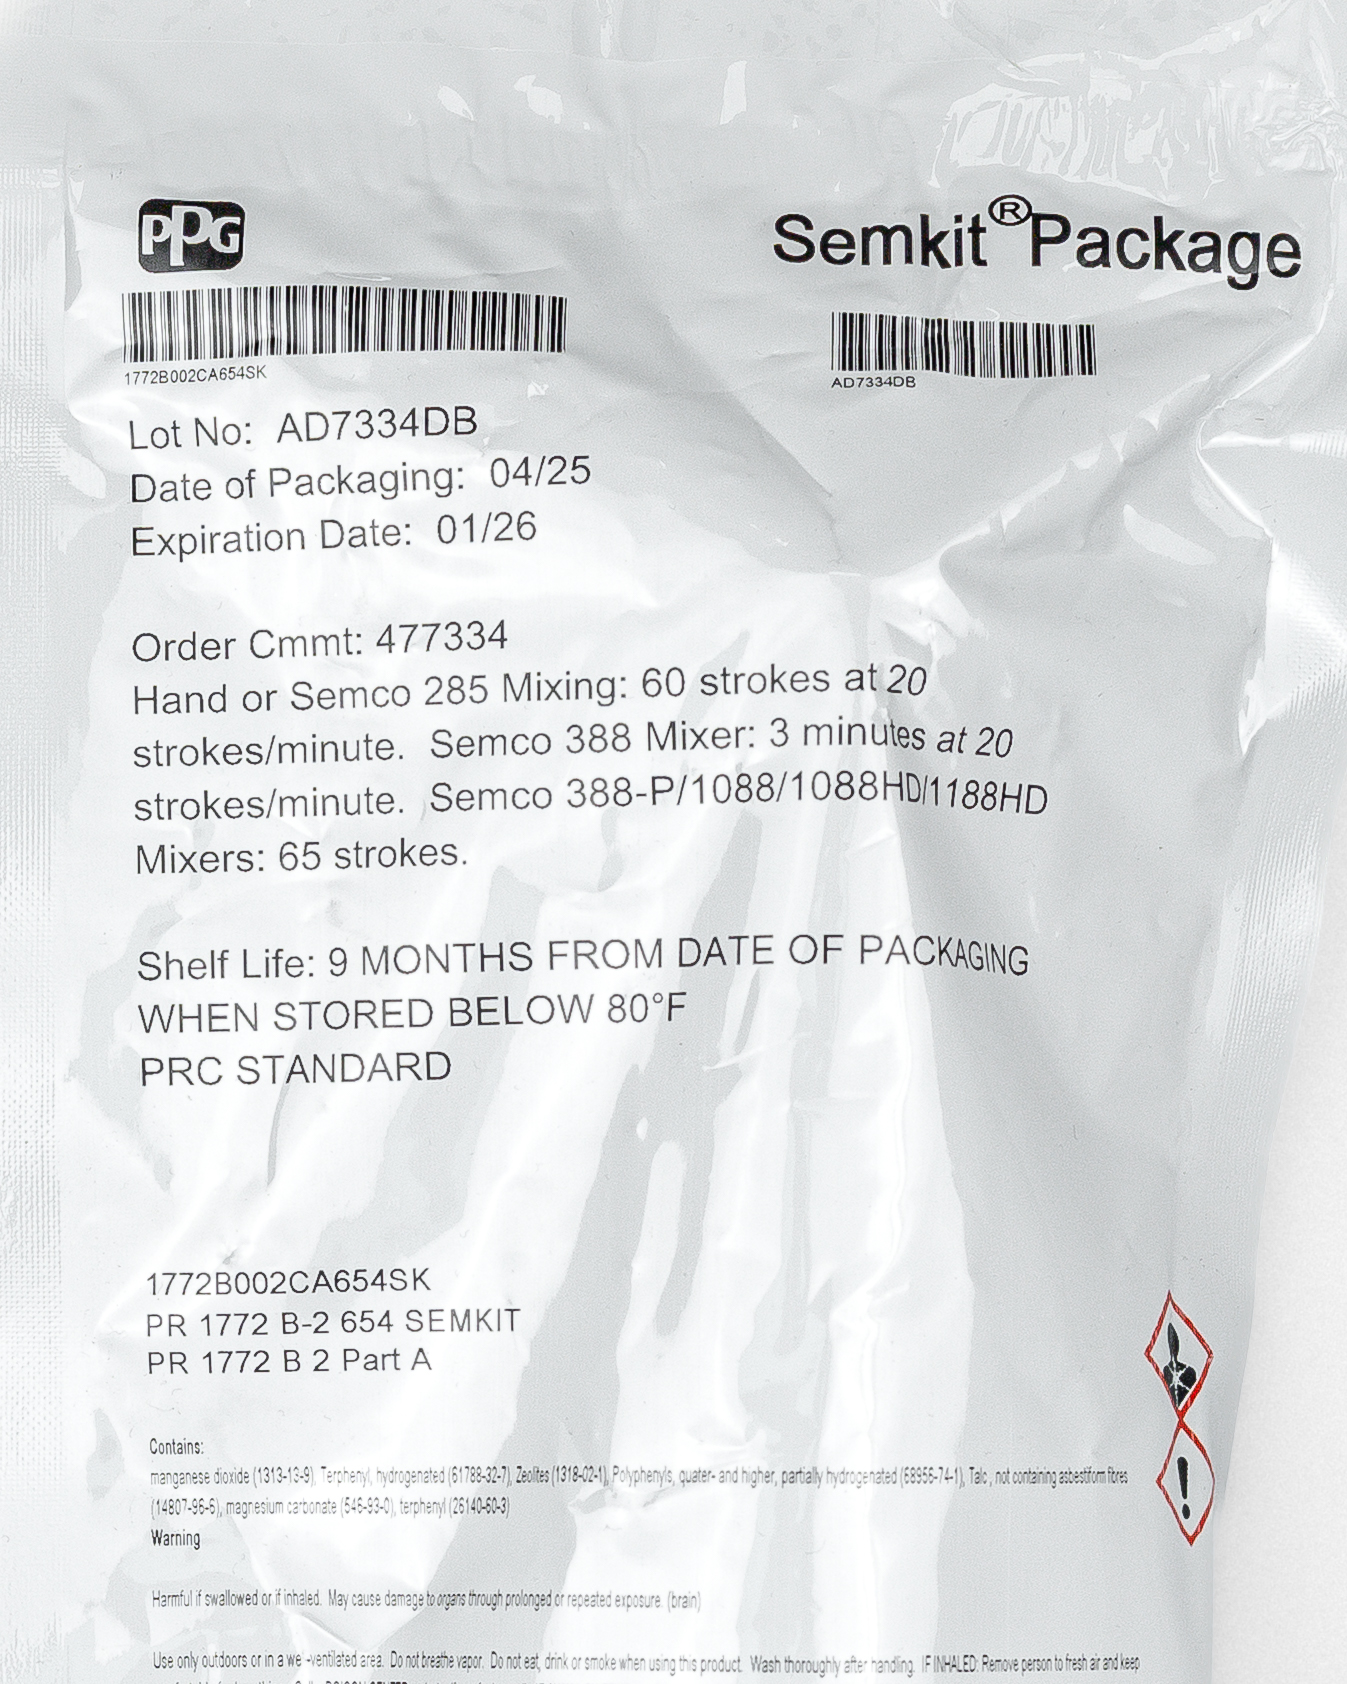 PPG
Semkit®Package
1772B002CA654SK
AD7334DB
Lot No: AD7334DB
Date of Packaging: 04/25
Expiration Date: 01/26
Order Cmmt: 477334
Hand or Semco 285 Mixing: 60 strokes at 20
strokes/minute. Semco 388 Mixer: 3 minutes at 20
strokes/minute. Semco 388-P/1088/1088HD/1188HD
Mixers: 65 strokes.
Shelf Life: 9 MONTHS FROM DATE OF PACKAGING
WHEN STORED BELOW 80°F
PRC STANDARD
1772B002CA654SK
PR 1772 B-2 654 SEMKIT
PR 1772 B 2 Part A
Contains:
manganese dioxide (1313-13-9), Terphenyl, hydrogenated (61788-32-7), Zeolites (1318-02-1), Polyphenyls, quater- and higher, partially hydrogenated (68956-74-1), Talc, not containing asbestiform fibres
(14807-96-6), magnesium carbonate (546-93-0), terphenyl (26140-60-3)
Warning
Harmful if swallowed or if inhaled. May cause damage to organs through prolonged or repeated exposure. (brain)
Use only outdoors or in a we -ventilated area. Do not breathe vapor. Do not eat, drink or smoke when using this product. Wash thoroughly after handling. IF INHALED: Remove person to fresh air and keep